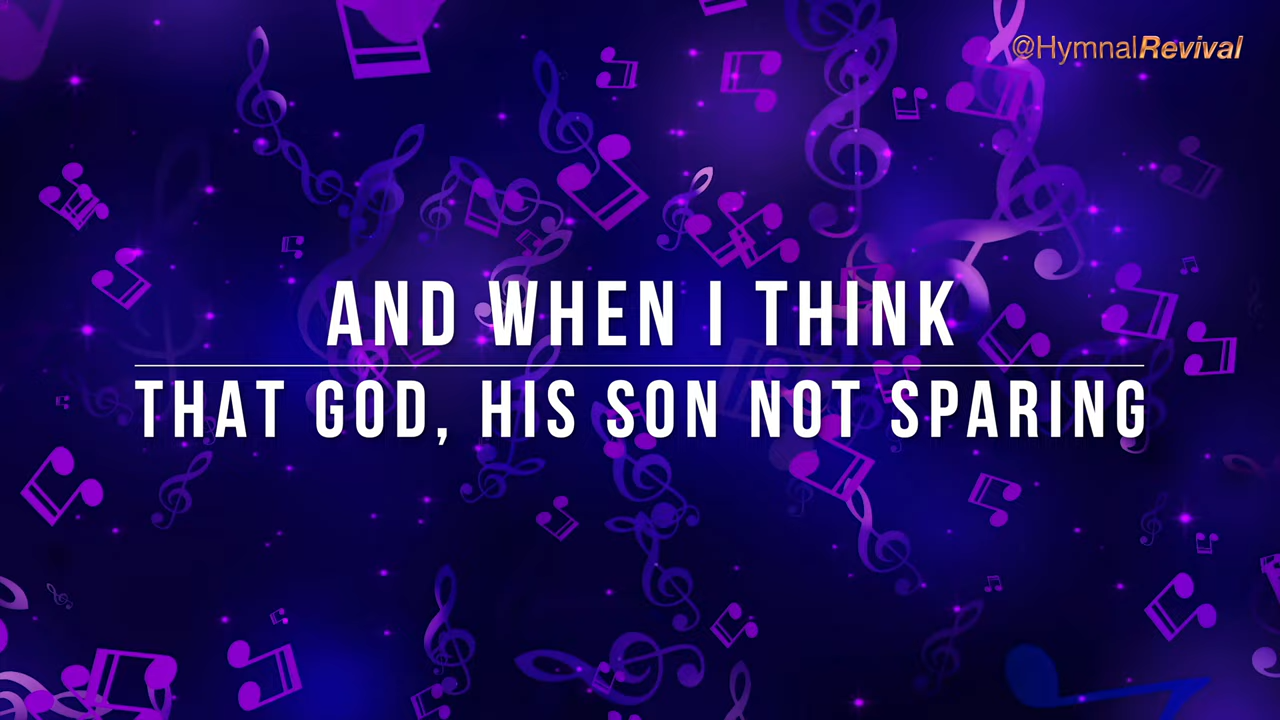 @HymnalRevival
AND WHEN I THINK
THAT GOD, HIS SON NOT SPARING